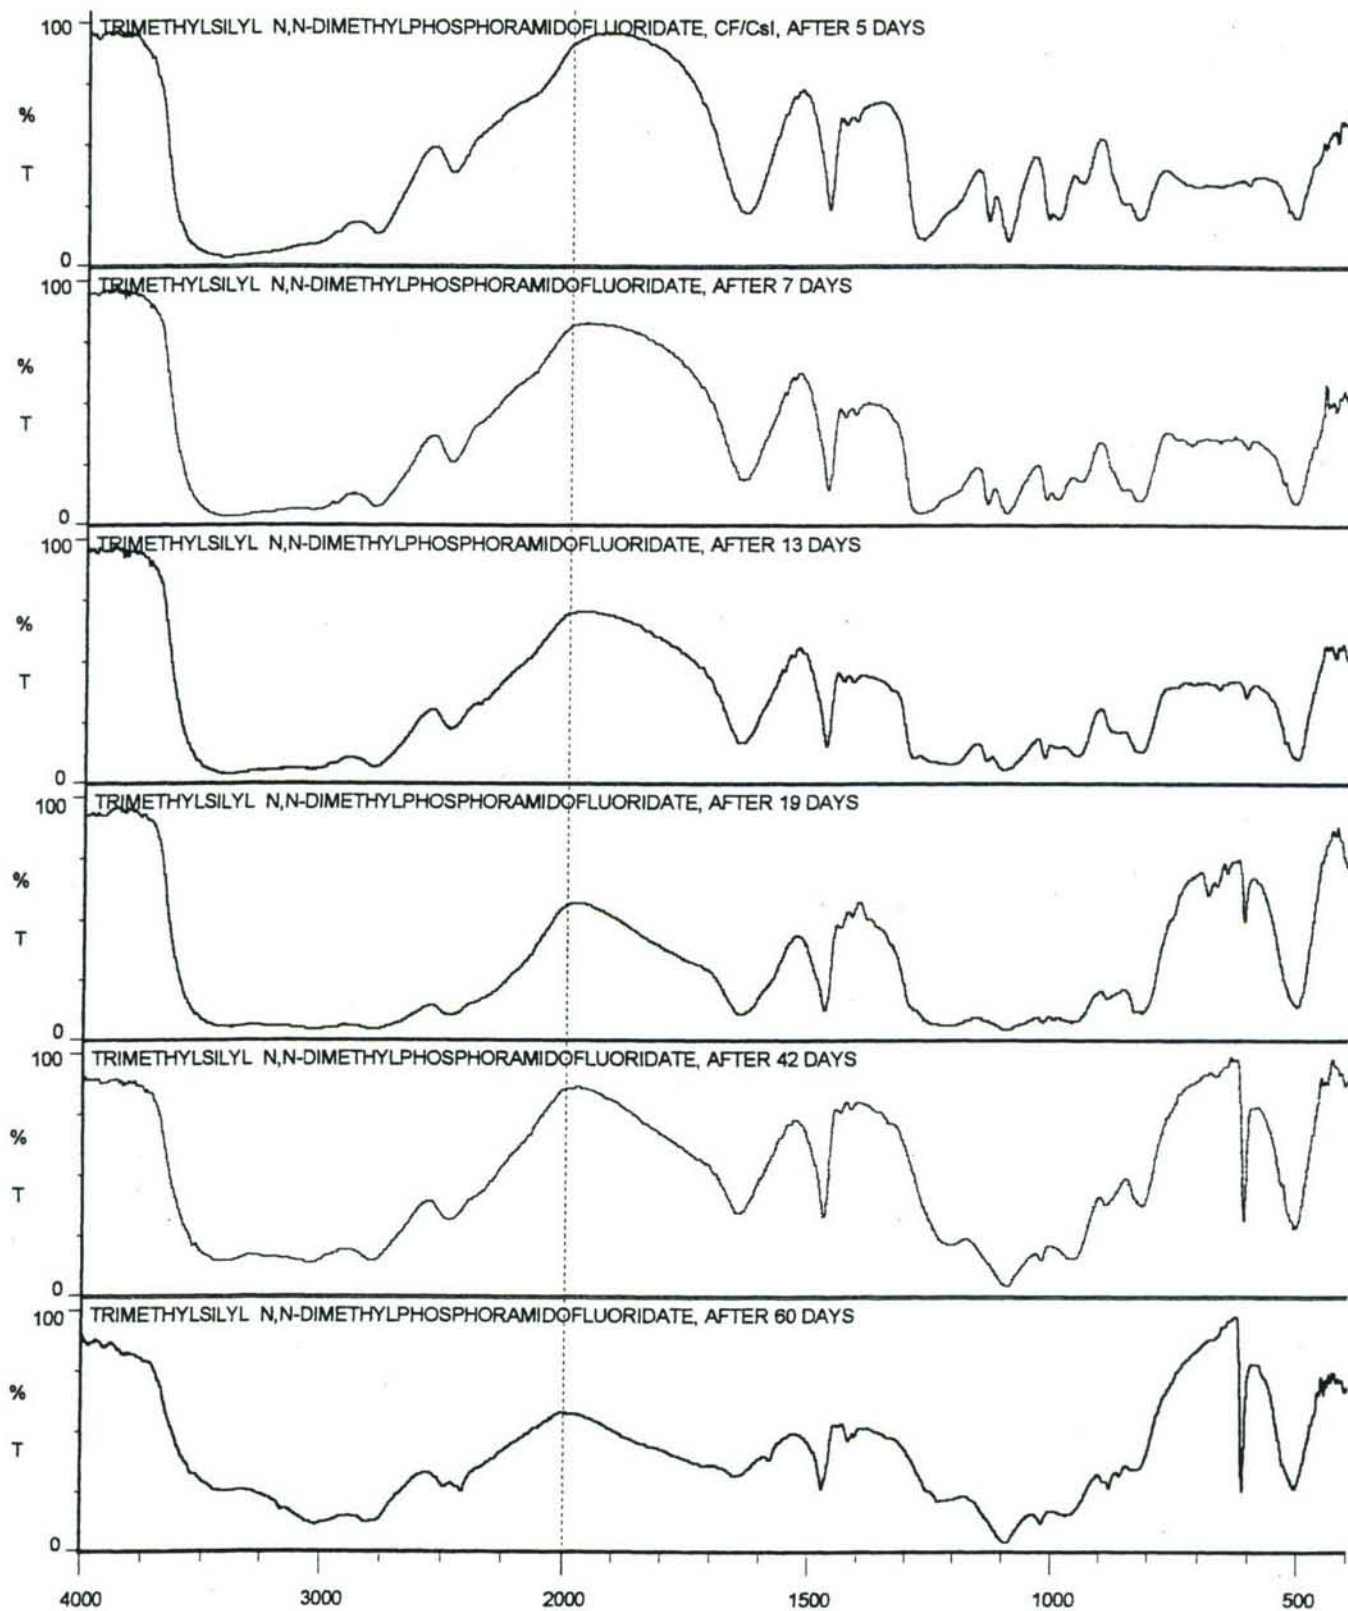 100 TRIMETHYLSILYL N,N-DIMETHYLPHOSPHORAMIDOFLUORIDATE, CF/CsI, AFTER 5 DAYS
%
T
0
100 TRIMETHYLSILYL N,N-DIMETHYLPHOSPHORAMIDOFLUORIDATE, AFTER 7 DAYS
%
T
0
100 TRIMETHYLSILYL N,N-DIMETHYLPHOSPHORAMIDOFLUORIDATE, AFTER 13 DAYS
%
T
0
100 TRIMETHYLSILYL N,N-DIMETHYLPHOSPHORAMIDOFLUORIDATE, AFTER 19 DAYS
%
T
0
100 TRIMETHYLSILYL N,N-DIMETHYLPHOSPHORAMIDOFLUORIDATE, AFTER 42 DAYS
%
T
0
100 TRIMETHYLSILYL N,N-DIMETHYLPHOSPHORAMIDOFLUORIDATE, AFTER 60 DAYS
%
T
0
4000 3000 2000 1500 1000 500